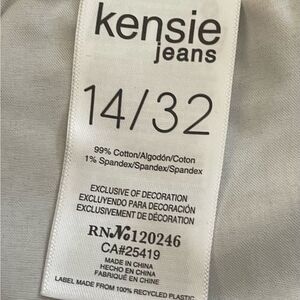 kensie
jeans
14/32
99% Cotton/Algodón/Coton
1% Spandex/Spandex/Spandex
EXCLUSIVE OF DECORATION
EXCLUYENDO PARA DECORACIÓN
EXCLUSIVEMENT DE DÉCORATION
RN№120246
CA#25419
MADE IN CHINA
HECHO EN CHINA
FABRIQUÉ EN CHINE
LABEL MADE FROM 100% RECYCLED PLASTIC